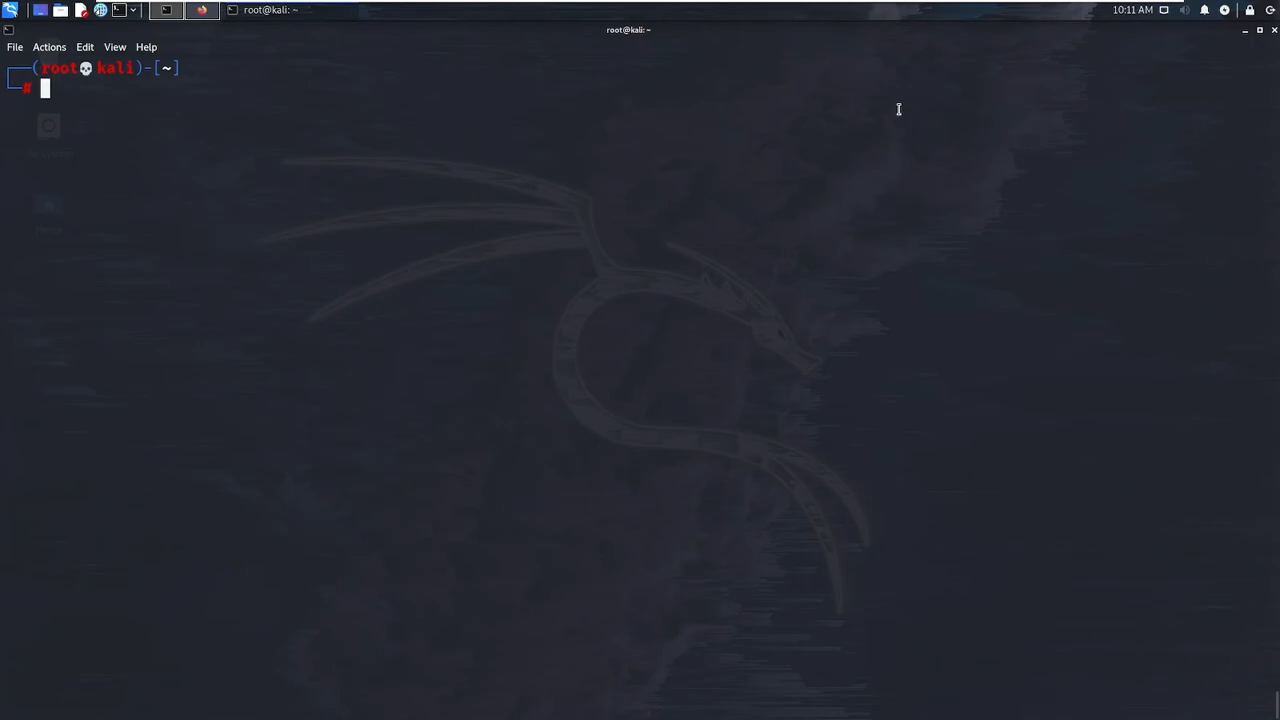 root@kali: ~
10:11 AM
root@kali: ~
File Actions Edit View Help
┌──(root💀kali)-[~]
└─#